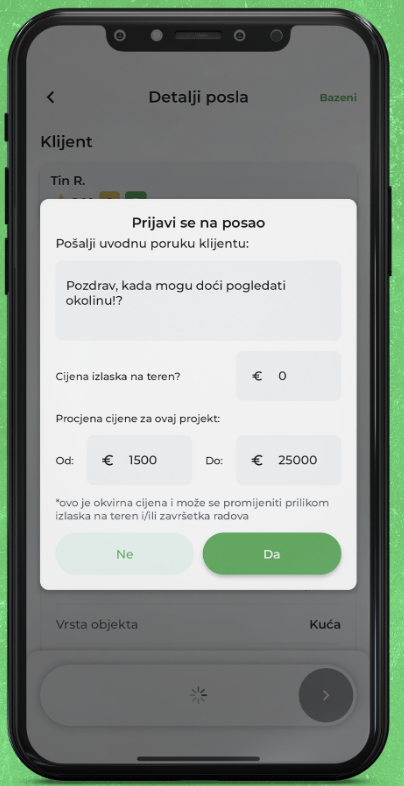 Detalji posla
Bazeni
Klijent
Tin R.
Prijavi se na posao
Pošalji uvodnu poruku klijentu:
Pozdrav, kada mogu doći pogledati
okolinu!?
Cijena izlaska na teren?
€ 0
Procjena cijene za ovaj projekt:
Od:
€ 1500
Do:
€ 25000
*ovo je okvirna cijena i može se promijeniti prilikom
izlaska na teren i/ili završetka radova
Ne
Da
Vrsta objekta
Kuća